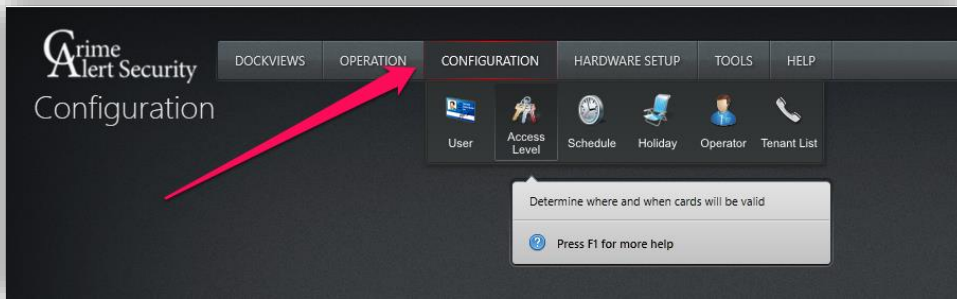 Crime
Alert Security
DOCKVIEWS OPERATION CONFIGURATION HARDWARE SETUP TOOLS HELP
Configuration
User Access Level Schedule Holiday Operator Tenant List
Determine where and when cards will be valid
? Press F1 for more help